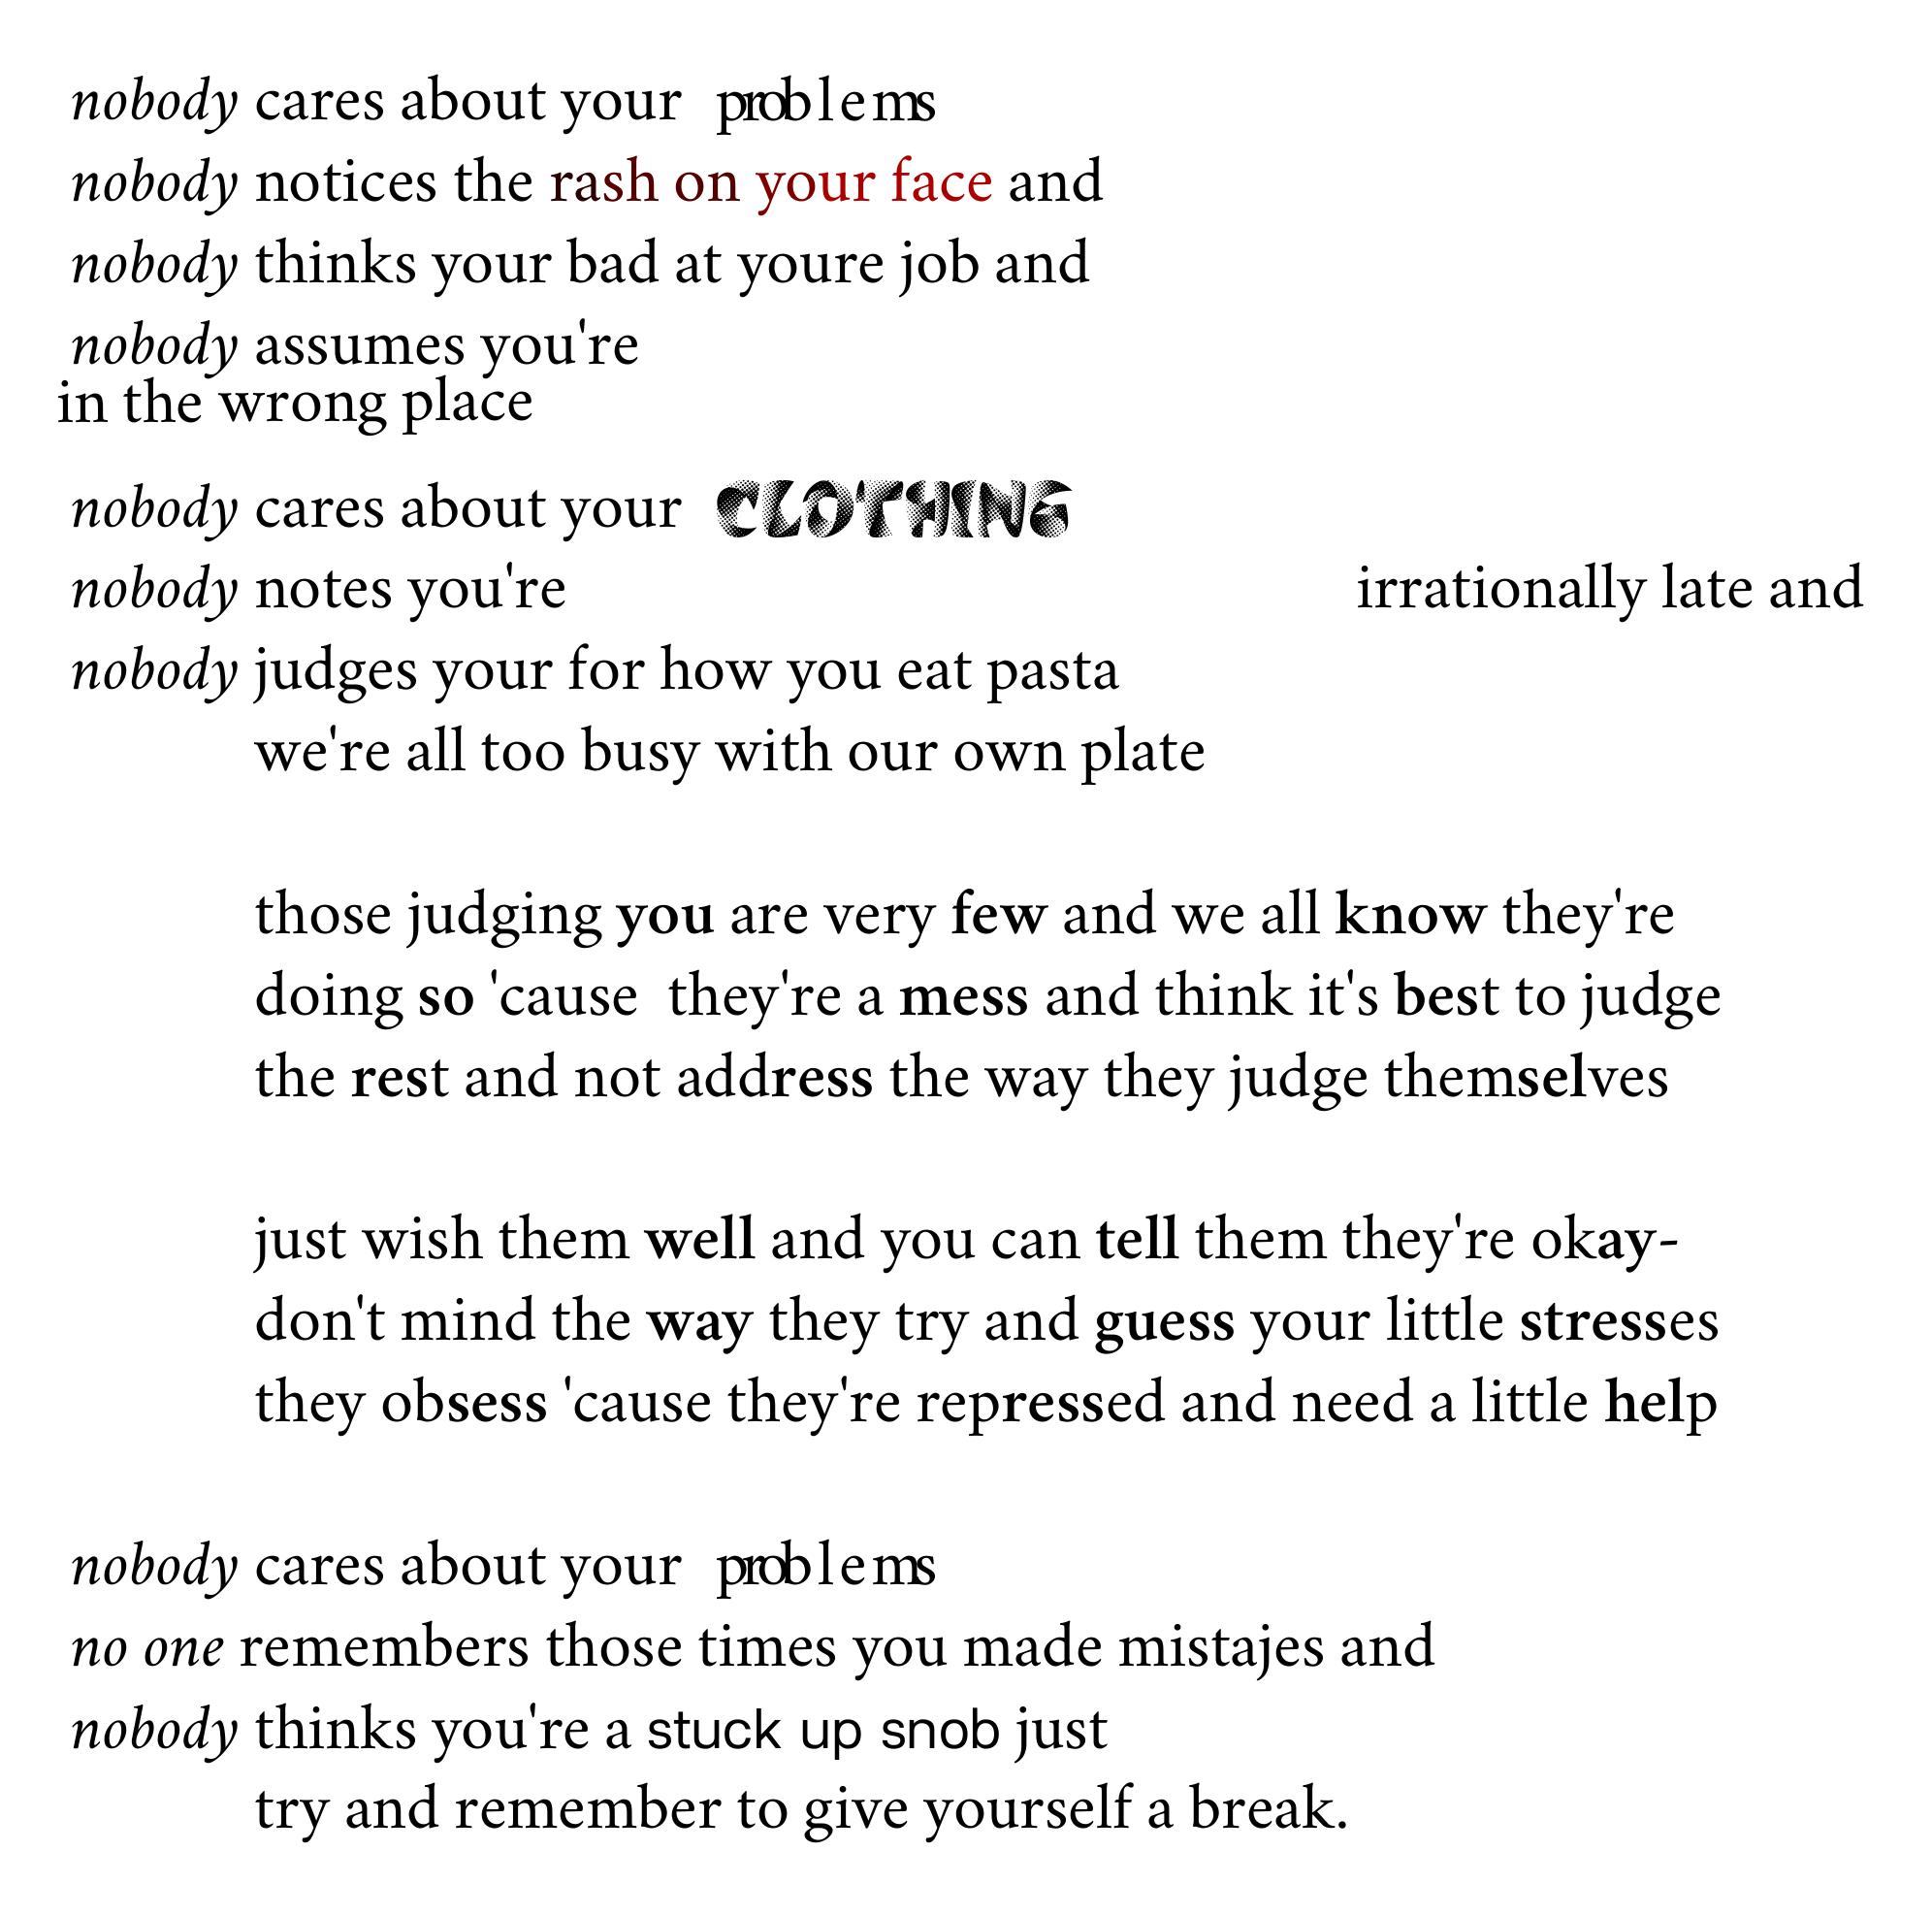 nobody cares about your problems
nobody notices the rash on your face and
nobody thinks your bad at youre job and
nobody assumes you're
in the wrong place
nobody cares about your CLOTHING
nobody notes you're irrationally late and
nobody judges your for how you eat pasta
we're all too busy with our own plate
those judging you are very few and we all know they're
doing so 'cause they're a mess and think it's best to judge
the rest and not address the way they judge themselves
just wish them well and you can tell them they're okay-
don't mind the way they try and guess your little stresses
they obsess 'cause they're repressed and need a little help
nobody cares about your problems
no one remembers those times you made mistajes and
nobody thinks you're a stuck up snob just
try and remember to give yourself a break.